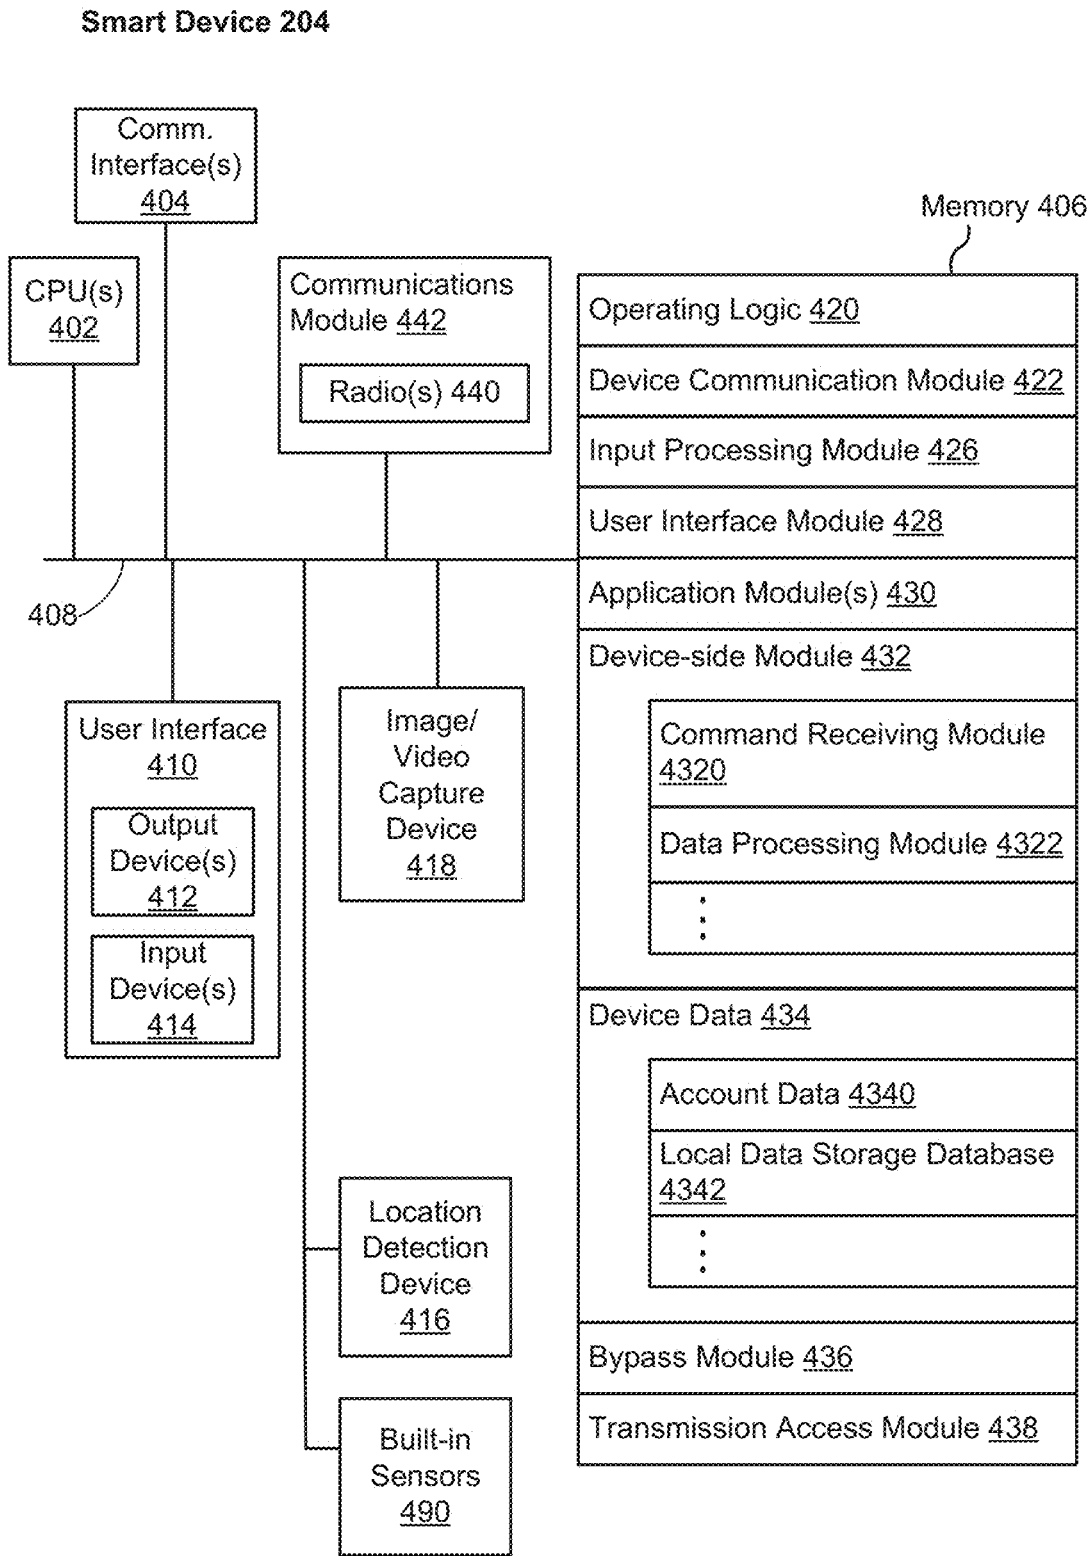 Smart Device 204
Comm.
Interface(s)
404
Memory 406
CPU(s)
402
Communications
Module 442
Radio(s) 440
Operating Logic 420
Device Communication Module 422
Input Processing Module 426
User Interface Module 428
Application Module(s) 430
408
Device-side Module 432
Command Receiving Module
4320
Data Processing Module 4322
User Interface
410
Output
Device(s)
412
Input
Device(s)
414
Image/
Video
Capture
Device
418
Device Data 434
Account Data 4340
Local Data Storage Database
4342
Location
Detection
Device
416
Bypass Module 436
Transmission Access Module 438
Built-in
Sensors
490